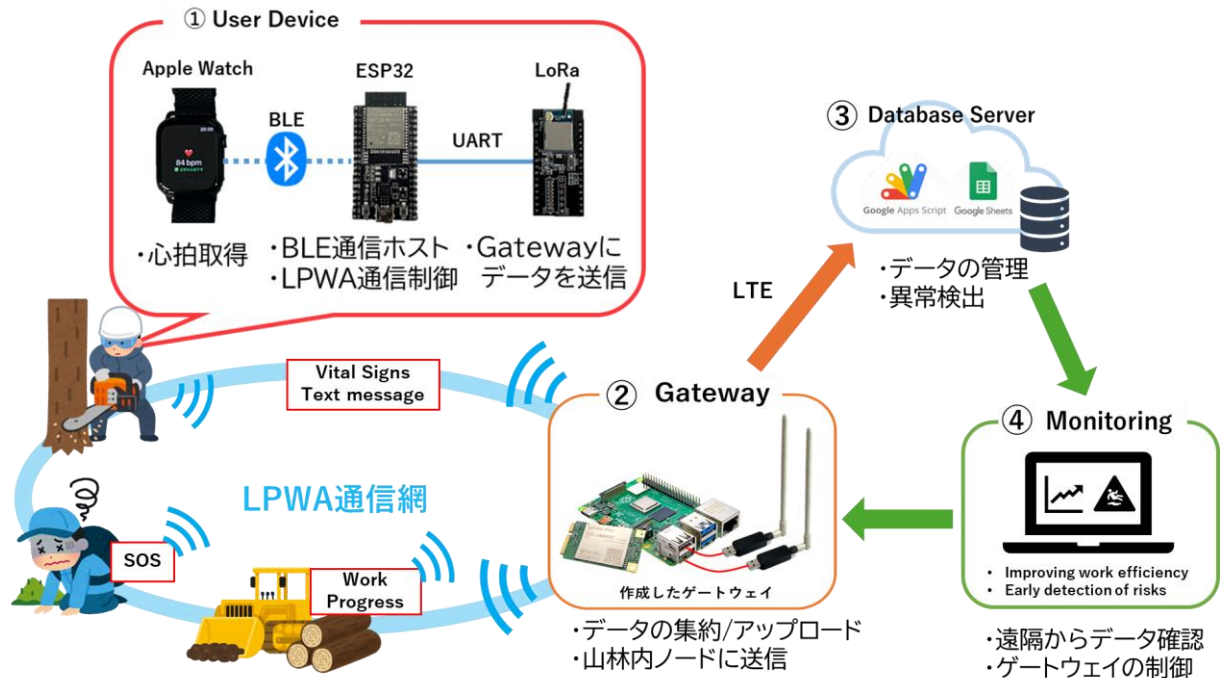 ① User Device
Apple Watch
ESP32
LoRa
BLE
UART
84 bpm
・心拍取得
・BLE通信ホスト
・LPWA通信制御
・Gatewayに
データを送信
③ Database Server
Google Apps Script
Google Sheets
・データの管理
・異常検出
LTE
Vital Signs
Text message
LPWA通信網
SOS
Work
Progress
② Gateway
作成したゲートウェイ
・データの集約/アップロード
・山林内ノードに送信
④ Monitoring
• Improving work efficiency
• Early detection of risks
・遠隔からデータ確認
・ゲートウェイの制御